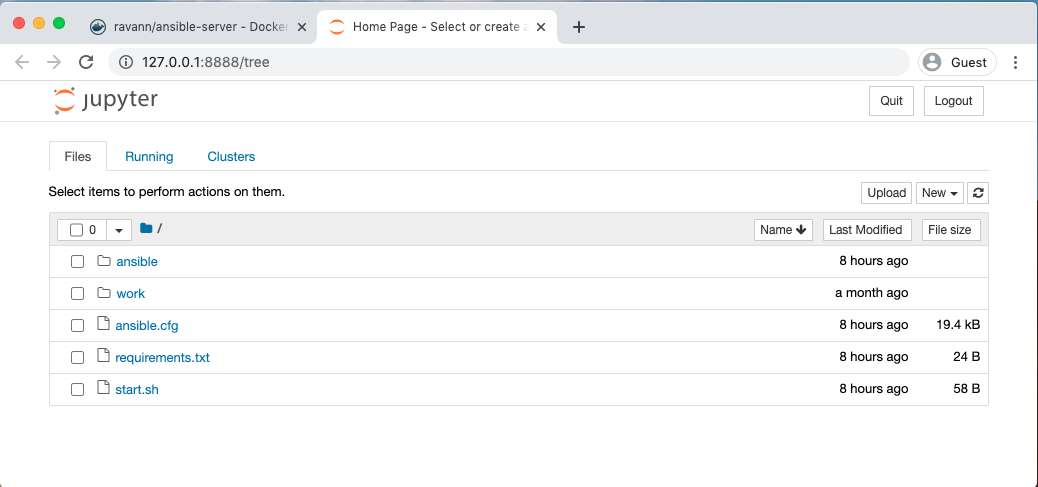 ravann/ansible-server - Docker
Home Page - Select or create a
127.0.0.1:8888/tree
Guest
jupyter
Quit
Logout
Files
Running
Clusters
Select items to perform actions on them.
Upload
New
0
/
Name
Last Modified
File size
ansible
8 hours ago
work
a month ago
ansible.cfg
8 hours ago
19.4 kB
requirements.txt
8 hours ago
24 B
start.sh
8 hours ago
58 B